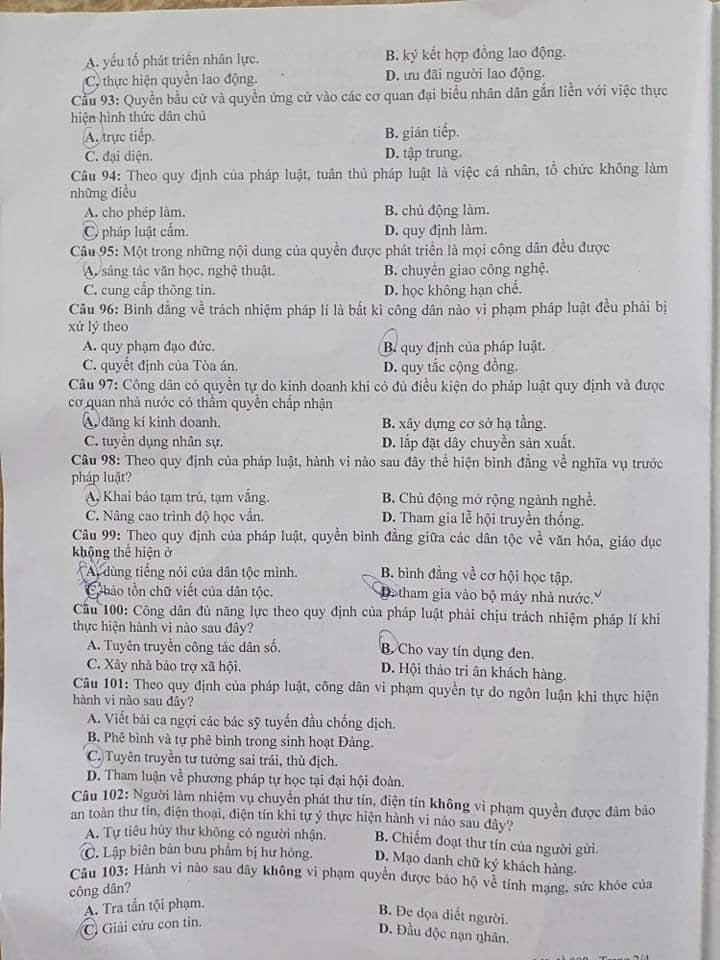 A. yếu tố phát triển nhân lực. B. ký kết hợp đồng lao động.
C. thực hiện quyền lao động. D. ưu đãi người lao động.
Câu 93: Quyền bầu cử và quyền ứng cử vào các cơ quan đại biểu nhân dân gắn liền với việc thực
hiện hình thức dân chủ
A. trực tiếp. B. gián tiếp.
C. đại diện. D. tập trung.
Câu 94: Theo quy định của pháp luật, tuân thủ pháp luật là việc cá nhân, tổ chức không làm
những điều
A. cho phép làm. B. chủ động làm.
C. pháp luật cấm. D. quy định làm.
Câu 95: Một trong những nội dung của quyền được phát triển là mọi công dân đều được
A. sáng tác văn học, nghệ thuật. B. chuyển giao công nghệ.
C. cung cấp thông tin. D. học không hạn chế.
Câu 96: Bình đẳng về trách nhiệm pháp lí là bất kì công dân nào vi phạm pháp luật đều phải bị
xử lý theo
A. quy phạm đạo đức. B. quy định của pháp luật.
C. quyết định của Tòa án. D. quy tắc cộng đồng.
Câu 97: Công dân có quyền tự do kinh doanh khi có đủ điều kiện do pháp luật quy định và được
cơ quan nhà nước có thẩm quyền chấp nhận
A. đăng kí kinh doanh. B. xây dựng cơ sở hạ tầng.
C. tuyển dụng nhân sự. D. lắp đặt dây chuyền sản xuất.
Câu 98: Theo quy định của pháp luật, hành vi nào sau đây thể hiện bình đẳng về nghĩa vụ trước
pháp luật?
A. Khai báo tạm trú, tạm vắng. B. Chủ động mở rộng ngành nghề.
C. Nâng cao trình độ học vấn. D. Tham gia lễ hội truyền thống.
Câu 99: Theo quy định của pháp luật, quyền bình đẳng giữa các dân tộc về văn hóa, giáo dục
không thể hiện ở
A. dùng tiếng nói của dân tộc mình. B. bình đẳng về cơ hội học tập.
C. bảo tồn chữ viết của dân tộc. D. tham gia vào bộ máy nhà nước.
Câu 100: Công dân đủ năng lực theo quy định của pháp luật phải chịu trách nhiệm pháp lí khi
thực hiện hành vi nào sau đây?
A. Tuyên truyền công tác dân số. B. Cho vay tín dụng đen.
C. Xây nhà bảo trợ xã hội. D. Hội thảo tri ân khách hàng.
Câu 101: Theo quy định của pháp luật, công dân vi phạm quyền tự do ngôn luận khi thực hiện
hành vi nào sau đây?
A. Viết bài ca ngợi các bác sỹ tuyến đầu chống dịch.
B. Phê bình và tự phê bình trong sinh hoạt Đảng.
C. Tuyên truyền tư tưởng sai trái, thù địch.
D. Tham luận về phương pháp tự học tại đại hội đoàn.
Câu 102: Người làm nhiệm vụ chuyển phát thư tín, điện tín không vi phạm quyền được đảm bảo
an toàn thư tín, điện thoại, điện tín khi tự ý thực hiện hành vi nào sau đây?
A. Tự tiêu hủy thư không có người nhận. B. Chiếm đoạt thư tín của người gửi.
C. Lập biên bản bưu phẩm bị hư hỏng. D. Mạo danh chữ ký khách hàng.
Câu 103: Hành vi nào sau đây không vi phạm quyền được bảo hộ về tính mạng, sức khỏe của
công dân?
A. Tra tấn tội phạm. B. Đe dọa diết người.
C. Giải cứu con tin. D. Đầu độc nạn nhân.